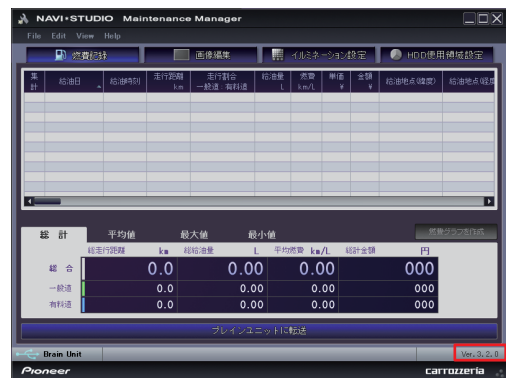 NAVI•STUDIO Maintenance Manager
File Edit View Help
燃費記録 画像編集 イルミネーション設定 HDD使用領域設定
集計 給油日 給油時刻 走行距離 km 走行割合 一般道:有料道 給油量 L 燃費 km/L 単価 ¥ 金額 ¥ 給油地点(緯度) 給油地点(経度
総計 平均値 最大値 最小値 燃費グラフを作成
総走行距離 km 総給油量 L 平均燃費 km/L 総計金額 円
総合 0.0 0.00 0.00 000
一般道 0.0 0.00 0.00 000
有料道 0.0 0.00 0.00 000
ブレインユニットに転送
Brain Unit Ver.3.2.0
Pioneer carrozzeria